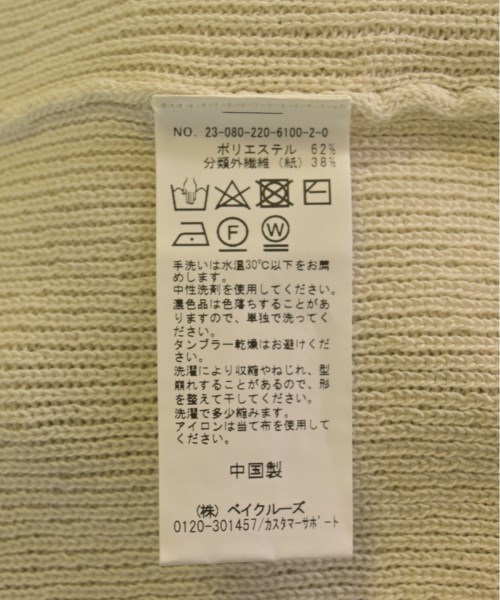 NO. 23-080-220-6100-2-0
ポリエステル 62%
分類外繊維（紙）38%
F W
手洗いは水温30℃以下をお薦
めします。
中性洗剤を使用してください。
濃色品は色落ちすることがあ
りますので、単独で洗ってく
ださい。
タンブラー乾燥はお避けくだ
さい。
洗濯により収縮やねじれ、型
崩れすることがあるので、形
を整えて干してください。
洗濯で多少縮みます。
アイロンは当て布を使用して
ください。
中国製
（株）ベイクルーズ
0120-301457/ｶｽﾀﾏｰｻﾎﾟｰﾄ